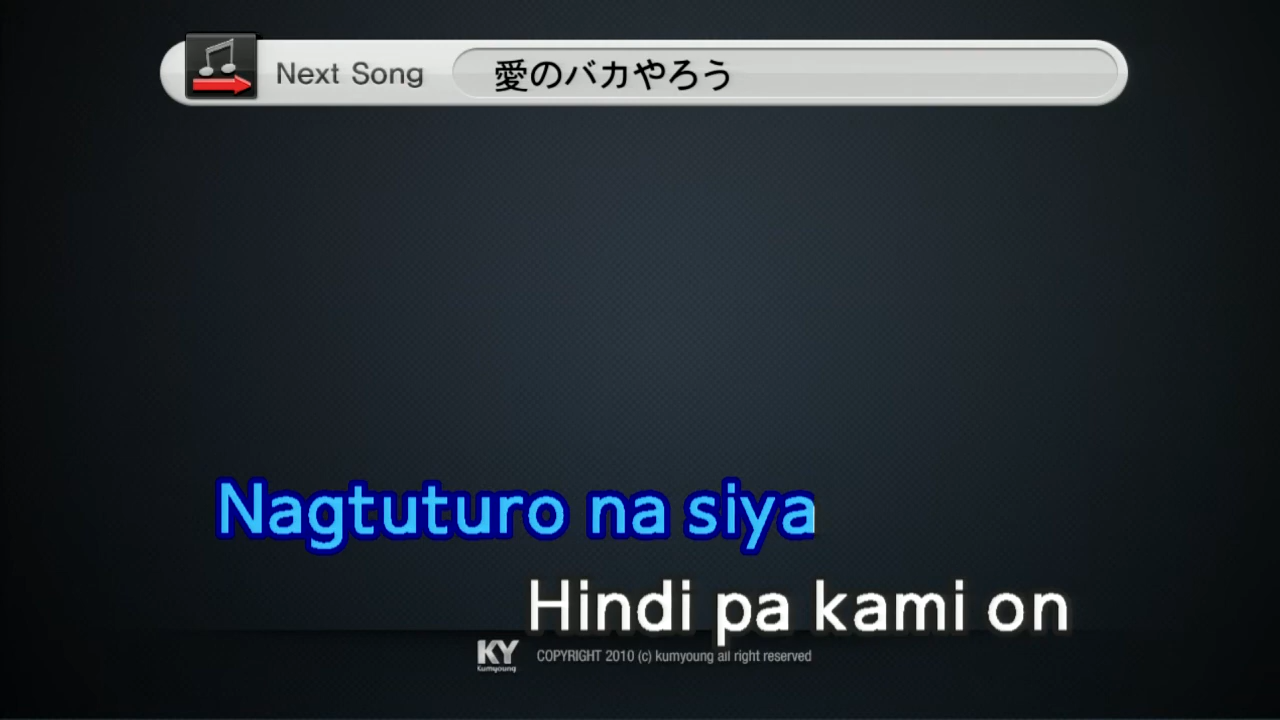 Next Song 愛のバカやろう
Nagtuturo na siya
Hindi pa kami on
KY kumyoung COPYRIGHT 2010 (c) kumyoung all right reserved